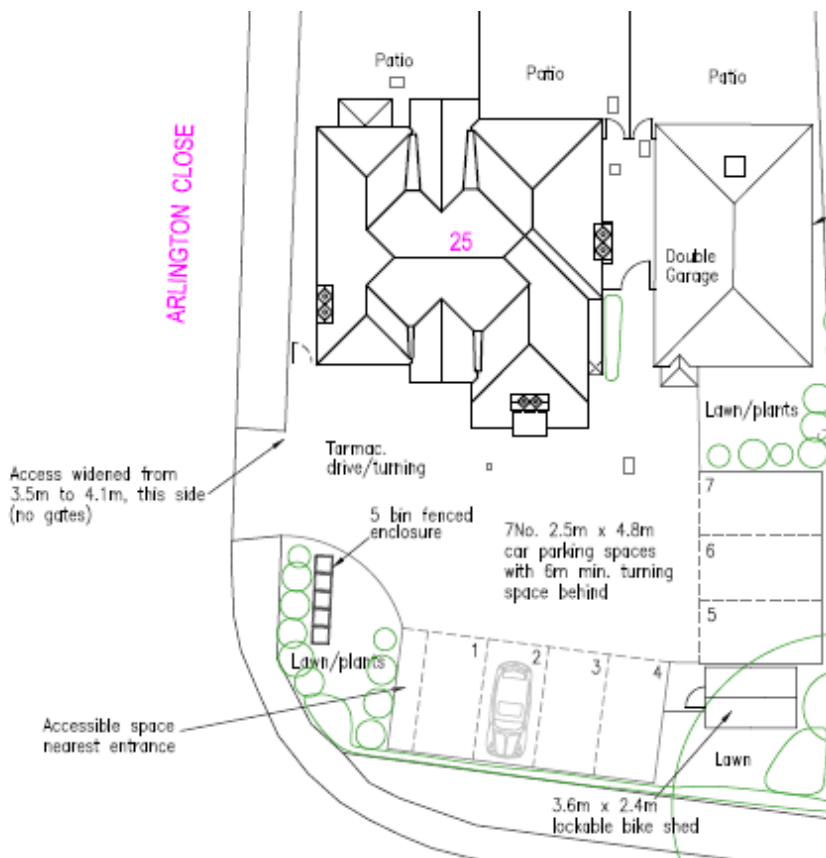 Patio
Patio
Patio
ARLINGTON CLOSE
25
Double
Garage
Lawn/plants
Tarmac.
drive/turning
Access widened from
3.5m to 4.1m, this side
(no gates)
5 bin fenced
enclosure
7No. 2.5m x 4.8m
car parking spaces
with 6m min. turning
space behind
7
6
5
Lawn/plants
1
2
3
4
Accessible space
nearest entrance
Lawn
3.6m x 2.4m
lockable bike shed